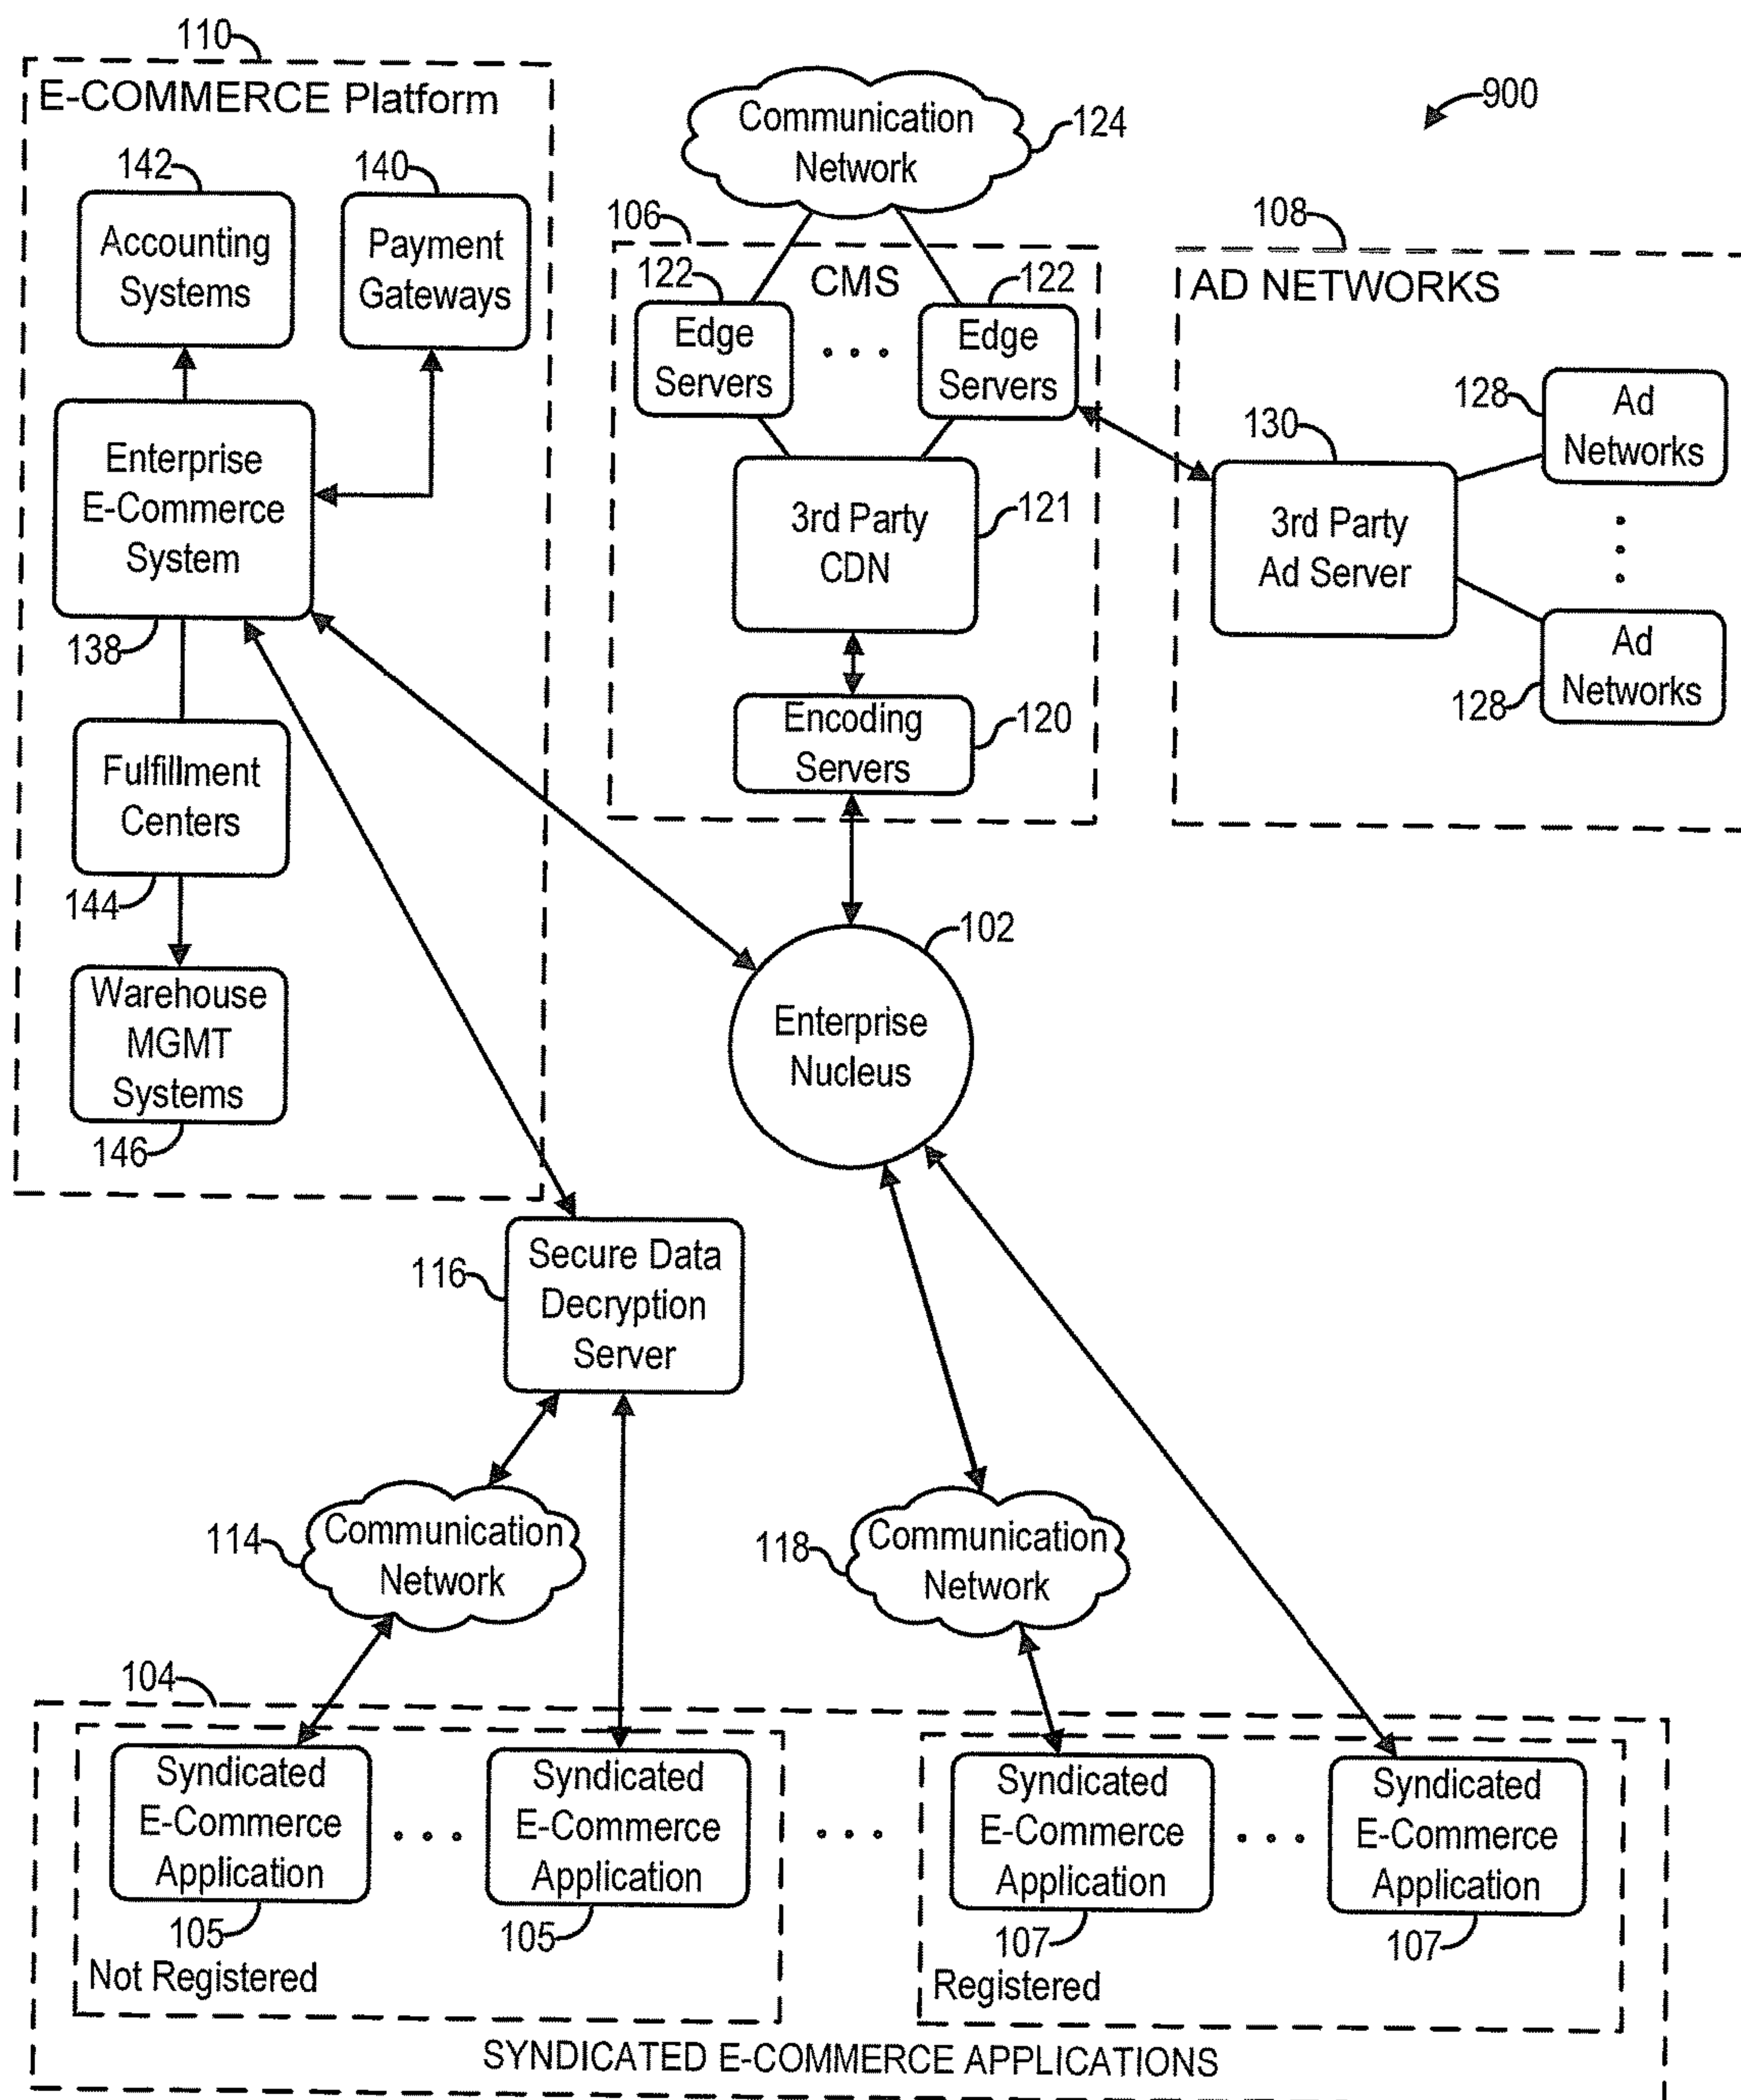 110
E-COMMERCE Platform
142
Accounting
Systems
140
Payment
Gateways
Enterprise
E-Commerce
System
138
Fulfillment
Centers
144
Warehouse
MGMT
Systems
146
Communication
Network
124
900
106
CMS
122
Edge
Servers
122
Edge
Servers
3rd Party
CDN
121
Encoding
Servers
120
108
AD NETWORKS
130
3rd Party
Ad Server
128
Ad
Networks
128
Ad
Networks
102
Enterprise
Nucleus
116
Secure Data
Decryption
Server
114
Communication
Network
118
Communication
Network
104
Syndicated
E-Commerce
Application
105
Syndicated
E-Commerce
Application
105
Not Registered
Syndicated
E-Commerce
Application
107
Syndicated
E-Commerce
Application
107
Registered
SYNDICATED E-COMMERCE APPLICATIONS